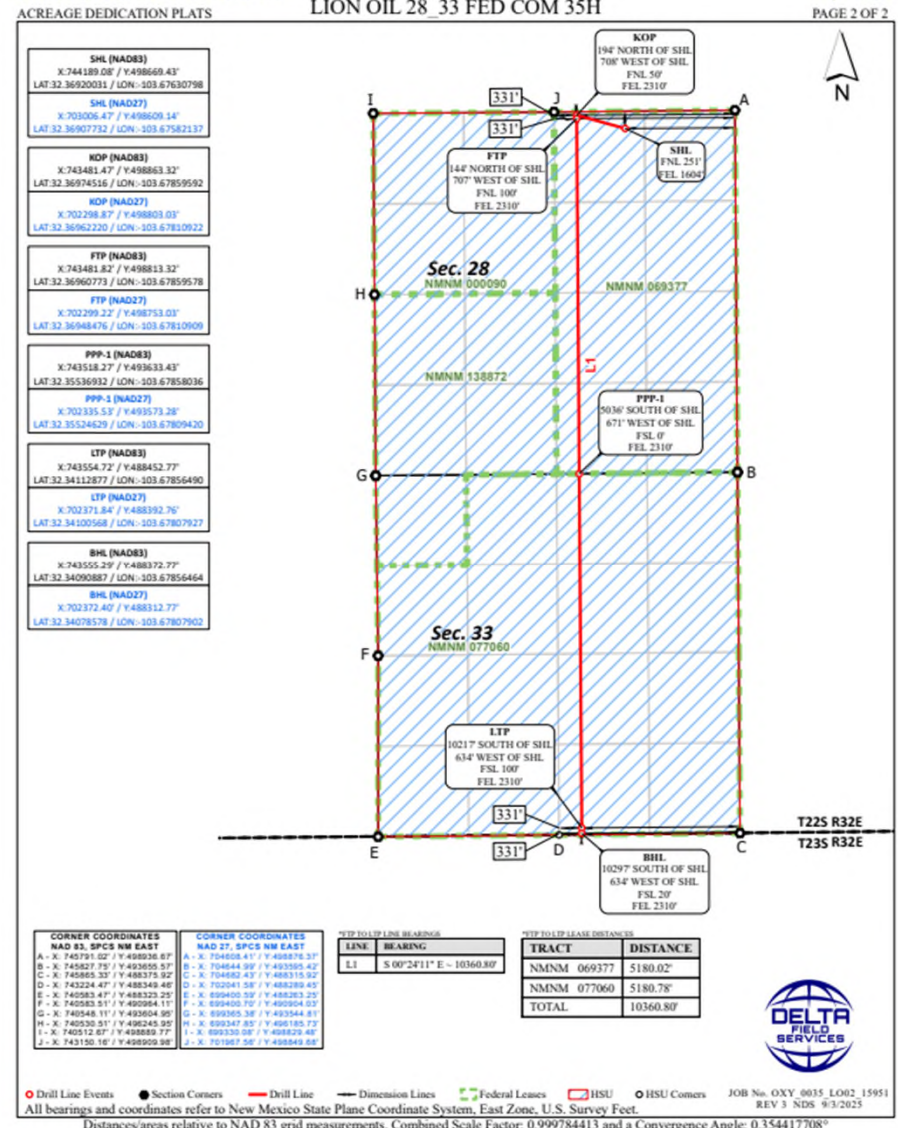 ACREAGE DEDICATION PLATS
LION OIL 28_33 FED COM 35H
PAGE 2 OF 2
SHL (NAD83)
X:744189.08' / Y:498669.43'
LAT:32.36920031 / LON:-103.67630798
SHL (NAD27)
X:703006.47' / Y:498609.14'
LAT:32.36907732 / LON:-103.67582137
KOP (NAD83)
X:743481.47' / Y:498863.32'
LAT:32.36974516 / LON:-103.67859592
KOP (NAD27)
X:702298.87' / Y:498803.03'
LAT:32.36962220 / LON:-103.67810922
FTP (NAD83)
X:743481.82' / Y:498813.32'
LAT:32.36960773 / LON:-103.67859578
FTP (NAD27)
X:702299.22' / Y:498753.03'
LAT:32.36948476 / LON:-103.67810909
PPP-1 (NAD83)
X:743518.27' / Y:493633.43'
LAT:32.35536932 / LON:-103.67858036
PPP-1 (NAD27)
X:702335.53' / Y:493573.28'
LAT:32.35524629 / LON:-103.67809420
LTP (NAD83)
X:743554.72' / Y:488452.77'
LAT:32.34112877 / LON:-103.67856490
LTP (NAD27)
X:702371.84' / Y:488392.76'
LAT:32.34100568 / LON:-103.67807927
BHL (NAD83)
X:743555.29' / Y:488372.77'
LAT:32.34090887 / LON:-103.67856464
BHL (NAD27)
X:702372.40' / Y:488312.77'
LAT:32.34078578 / LON:-103.67807902
KOP
194' NORTH OF SHL
708' WEST OF SHL
FNL 50'
FEL 2310'
N
331'
J
A
I
331'
FTP
144' NORTH OF SHL
707' WEST OF SHL
FNL 100'
FEL 2310'
SHL
FNL 251'
FEL 1604'
Sec. 28
NMNM 000090
H
NMNM 069377
L1
NMNM 138872
PPP-1
5036' SOUTH OF SHL
671' WEST OF SHL
FSL 0'
FEL 2310'
G
B
Sec. 33
NMNM 077060
F
LTP
10217' SOUTH OF SHL
634' WEST OF SHL
FSL 100'
FEL 2310'
331'
331'
E
D
C
T22S R32E
T23S R32E
BHL
10297' SOUTH OF SHL
634' WEST OF SHL
FSL 20'
FEL 2310'
CORNER COORDINATES
NAD 83, SPCS NM EAST
A - X: 745791.02' / Y:498936.67'
B - X: 745827.75' / Y:493655.57'
C - X: 745865.33' / Y:488375.92'
D - X: 743224.47' / Y:488349.46'
E - X: 740583.47' / Y:488323.25'
F - X: 740583.51' / Y:490964.11'
G - X: 740548.11' / Y:493604.95'
H - X: 740530.51' / Y:496245.95'
I - X: 740512.67' / Y:498889.77'
J - X: 743150.16' / Y:498909.98'
CORNER COORDINATES
NAD 27, SPCS NM EAST
A - X: 704608.41' / Y:498876.37'
B - X: 704644.99' / Y:493595.42'
C - X: 704682.43' / Y:488315.92'
D - X: 702041.58' / Y:488289.45'
E - X: 699400.59' / Y:488263.25'
F - X: 699400.70' / Y:490904.03'
G - X: 699365.38' / Y:493544.81'
H - X: 699347.85' / Y:496185.73'
I - X: 699330.08' / Y:498829.48'
J - X: 701967.56' / Y:498849.68'
*FTP TO LTP LINE BEARINGS
LINE BEARING
L1 S 00°24'11" E ~ 10360.80'
*FTP TO LTP LEASE DISTANCES
TRACT DISTANCE
NMNM 069377 5180.02'
NMNM 077060 5180.78'
TOTAL 10360.80'
DELTA
FIELD
SERVICES
Drill Line Events Section Corners Drill Line Dimension Lines Federal Leases HSU HSU Corners
JOB No. OXY_0035_LO02_15951
REV 3 NDS 9/3/2025
All bearings and coordinates refer to New Mexico State Plane Coordinate System, East Zone, U.S. Survey Feet.
Distances/areas relative to NAD 83 grid measurements. Combined Scale Factor: 0.999784413 and a Convergence Angle: 0.354417708°